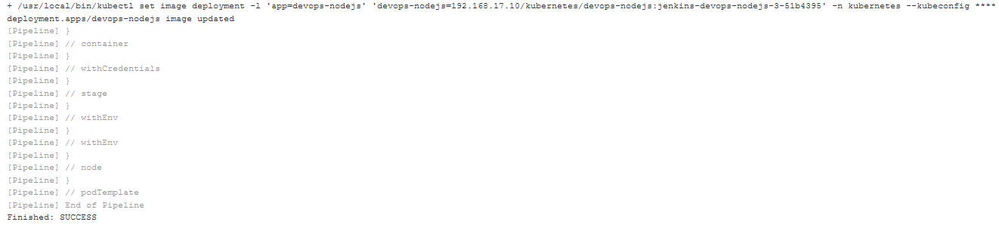 + /usr/local/bin/kubectl set image deployment -l 'app=devops-nodejs' 'devops-nodejs=192.168.17.10/kubernetes/devops-nodejs:jenkins-devops-nodejs-3-51b4395' -n kubernetes --kubeconfig ****
deployment.apps/devops-nodejs image updated
[Pipeline] }
[Pipeline] // container
[Pipeline] }
[Pipeline] // withCredentials
[Pipeline] }
[Pipeline] // stage
[Pipeline] }
[Pipeline] // withEnv
[Pipeline] }
[Pipeline] // withEnv
[Pipeline] }
[Pipeline] // node
[Pipeline] }
[Pipeline] // podTemplate
[Pipeline] End of Pipeline
Finished: SUCCESS